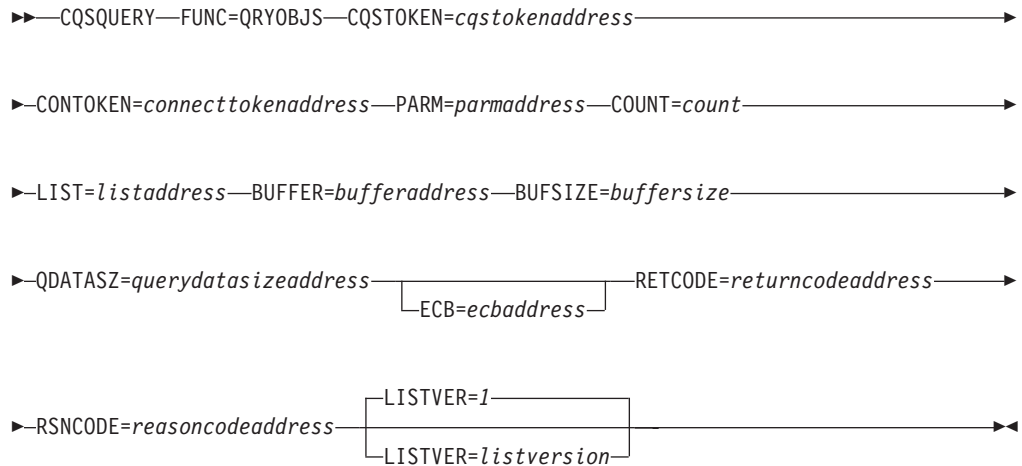 CQSQUERY FUNC=QRYOBJS CQSTOKEN=cqstokenaddress
CONTOKEN=connecttokenaddress PARM=parmaddress COUNT=count
LIST=listaddress BUFFER=bufferaddress BUFSIZE=buffersize
QDATASZ=querydatasizeaddress RETCODE=returncodeaddress
ECB=ecbaddress
LISTVER=1
RSNCODE=reasoncodeaddress
LISTVER=listversion